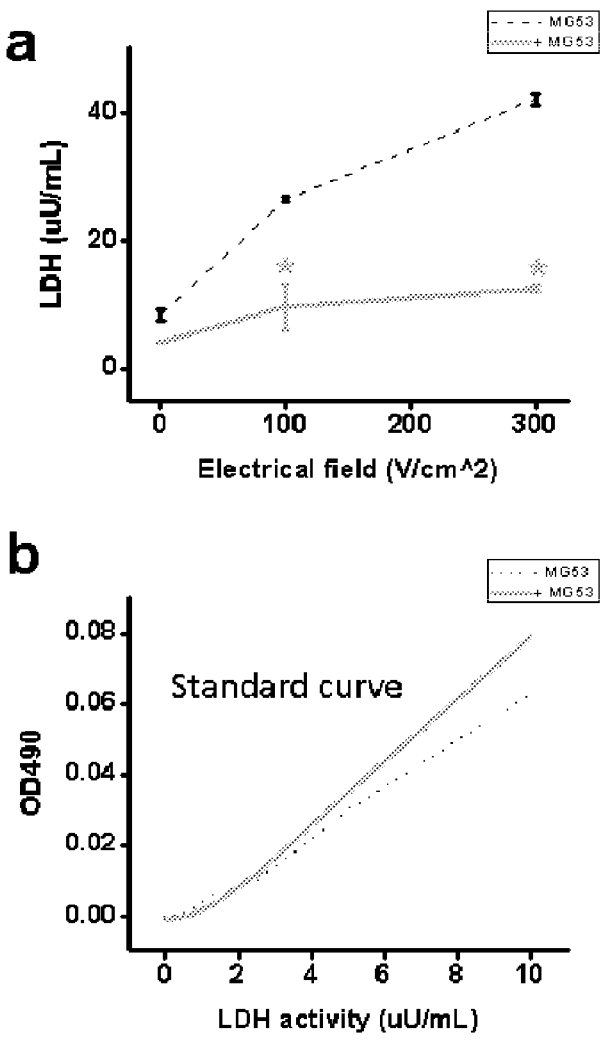 a
- MG53
+ MG53
40
20
0
LDH (uU/mL)
0 100 200 300
Electrical field (V/cm^2)
b
- MG53
+ MG53
0.08
0.06
0.04
0.02
0.00
OD490
Standard curve
0 2 4 6 8 10
LDH activity (uU/mL)